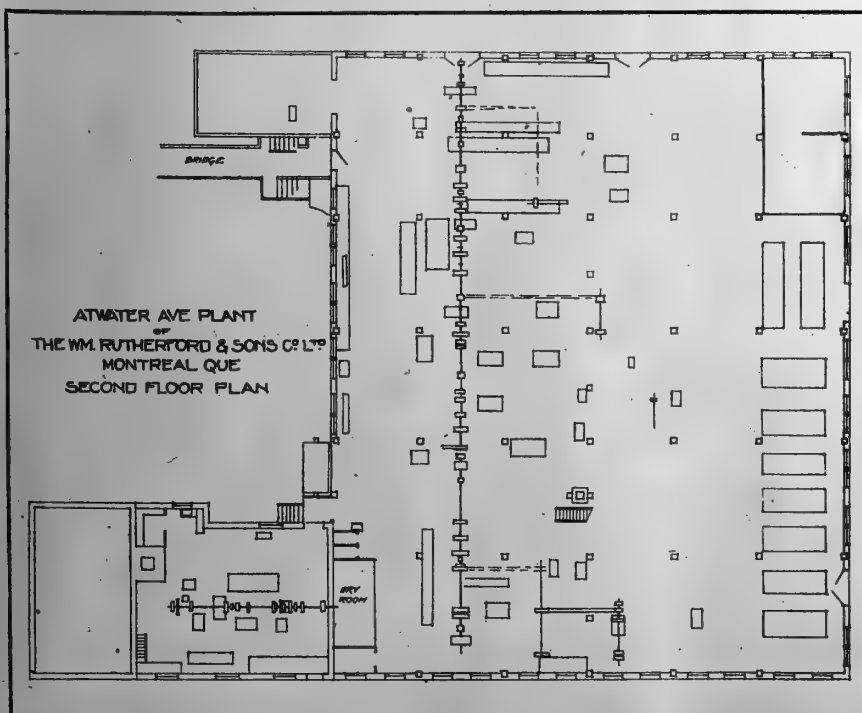 BRIDGE
ATWATER AVE PLANT
OF
THE WM. RUTHERFORD & SONS CO LTD
MONTREAL QUE
SECOND FLOOR PLAN
DRY
ROOM